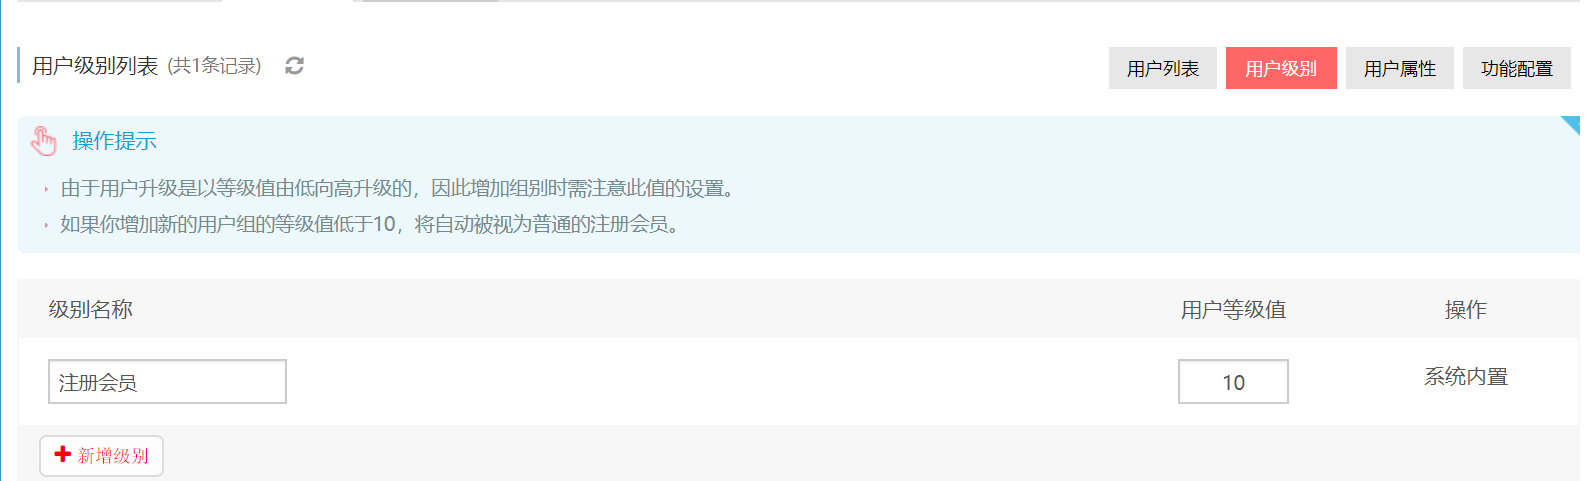 用户级别列表 (共1条记录)
用户列表 用户级别 用户属性 功能配置
操作提示
由于用户升级是以等级值由低向高升级的，因此增加组别时需注意此值的设置。
如果你增加新的用户组的等级值低于10，将自动被视为普通的注册会员。
级别名称 用户等级值 操作
注册会员 10 系统内置
新增级别